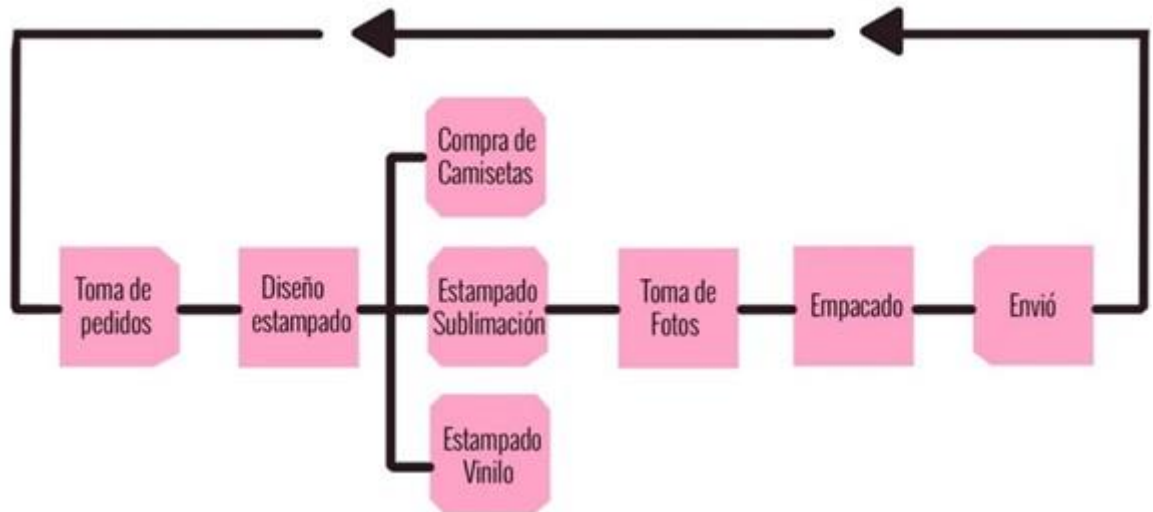 Compra de
Camisetas
Toma de
pedidos
Diseño
estampado
Estampado
Sublimación
Toma de
Fotos
Empacado
Envió
Estampado
Vinilo